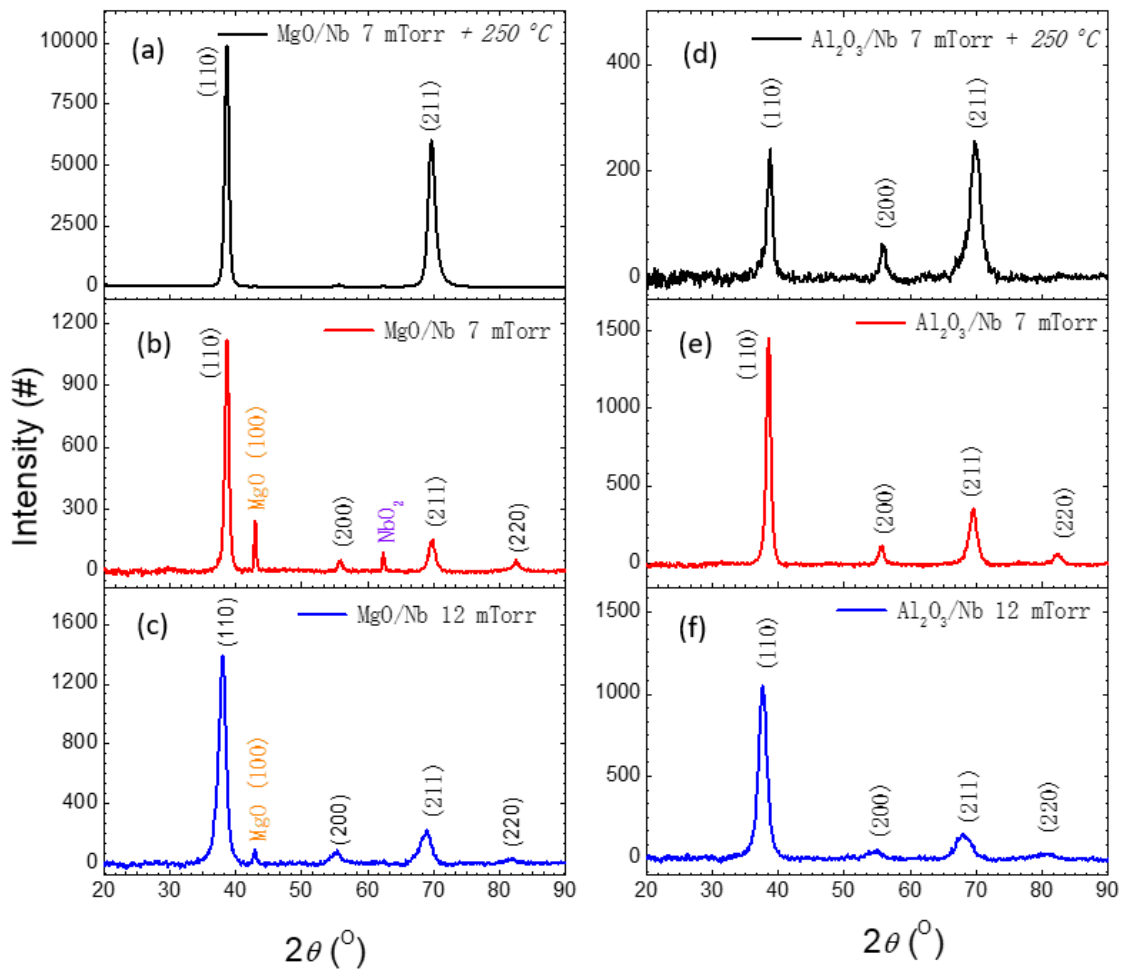 Intensity (#)
(a)
MgO/Nb 7 mTorr + 250 °C
(110)
(211)
10000
7500
5000
2500
0
(b)
MgO/Nb 7 mTorr
(110)
MgO (100)
(200)
NbO₂
(211)
(220)
1200
900
600
300
0
(c)
MgO/Nb 12 mTorr
(110)
MgO (100)
(200)
(211)
(220)
1600
1200
800
400
0
20 30 40 50 60 70 80 90
2θ (°)
(d)
Al₂O₃/Nb 7 mTorr + 250 °C
(110)
(200)
(211)
400
200
0
(e)
Al₂O₃/Nb 7 mTorr
(110)
(200)
(211)
(220)
1500
1000
500
0
(f)
Al₂O₃/Nb 12 mTorr
(110)
(200)
(211)
(220)
1500
1000
500
0
20 30 40 50 60 70 80 90
2θ (°)